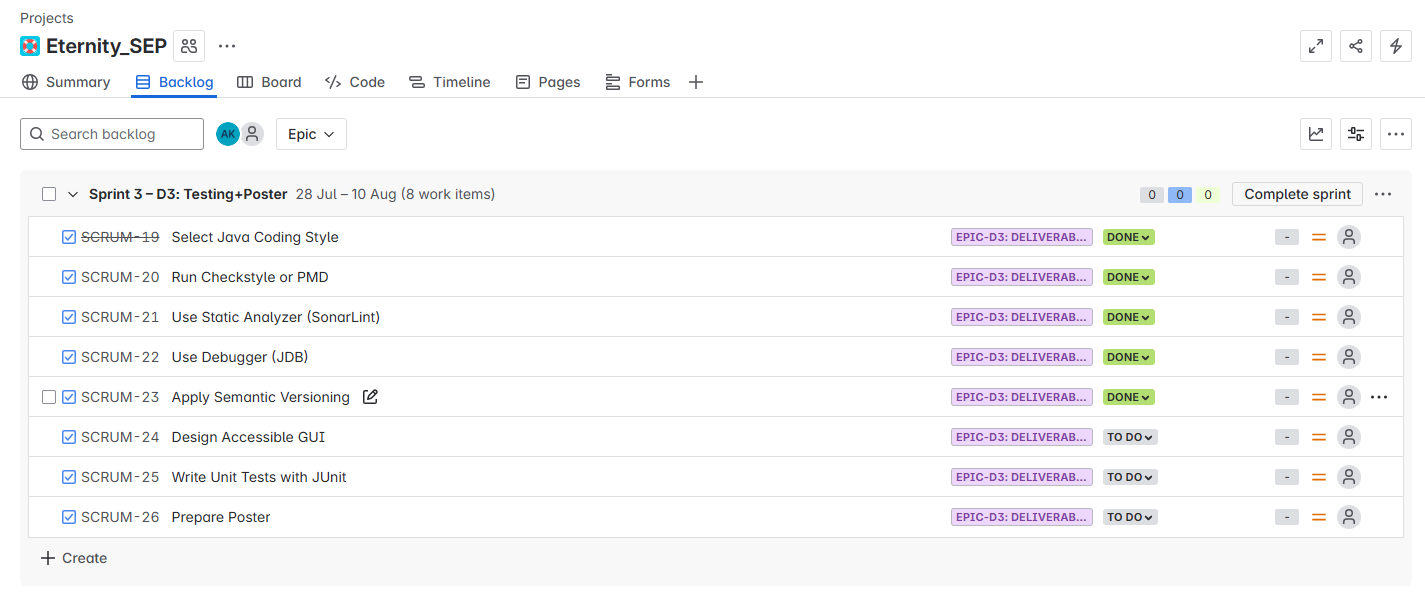 Projects
Eternity_SEP
Summary Backlog Board Code Timeline Pages Forms
Search backlog AK Epic
Sprint 3 – D3: Testing+Poster 28 Jul – 10 Aug (8 work items) 0 0 0 Complete sprint
SCRUM-19 Select Java Coding Style EPIC-D3: DELIVERAB... DONE -
SCRUM-20 Run Checkstyle or PMD EPIC-D3: DELIVERAB... DONE -
SCRUM-21 Use Static Analyzer (SonarLint) EPIC-D3: DELIVERAB... DONE -
SCRUM-22 Use Debugger (JDB) EPIC-D3: DELIVERAB... DONE -
SCRUM-23 Apply Semantic Versioning EPIC-D3: DELIVERAB... DONE -
SCRUM-24 Design Accessible GUI EPIC-D3: DELIVERAB... TO DO -
SCRUM-25 Write Unit Tests with JUnit EPIC-D3: DELIVERAB... TO DO -
SCRUM-26 Prepare Poster EPIC-D3: DELIVERAB... TO DO -
Create